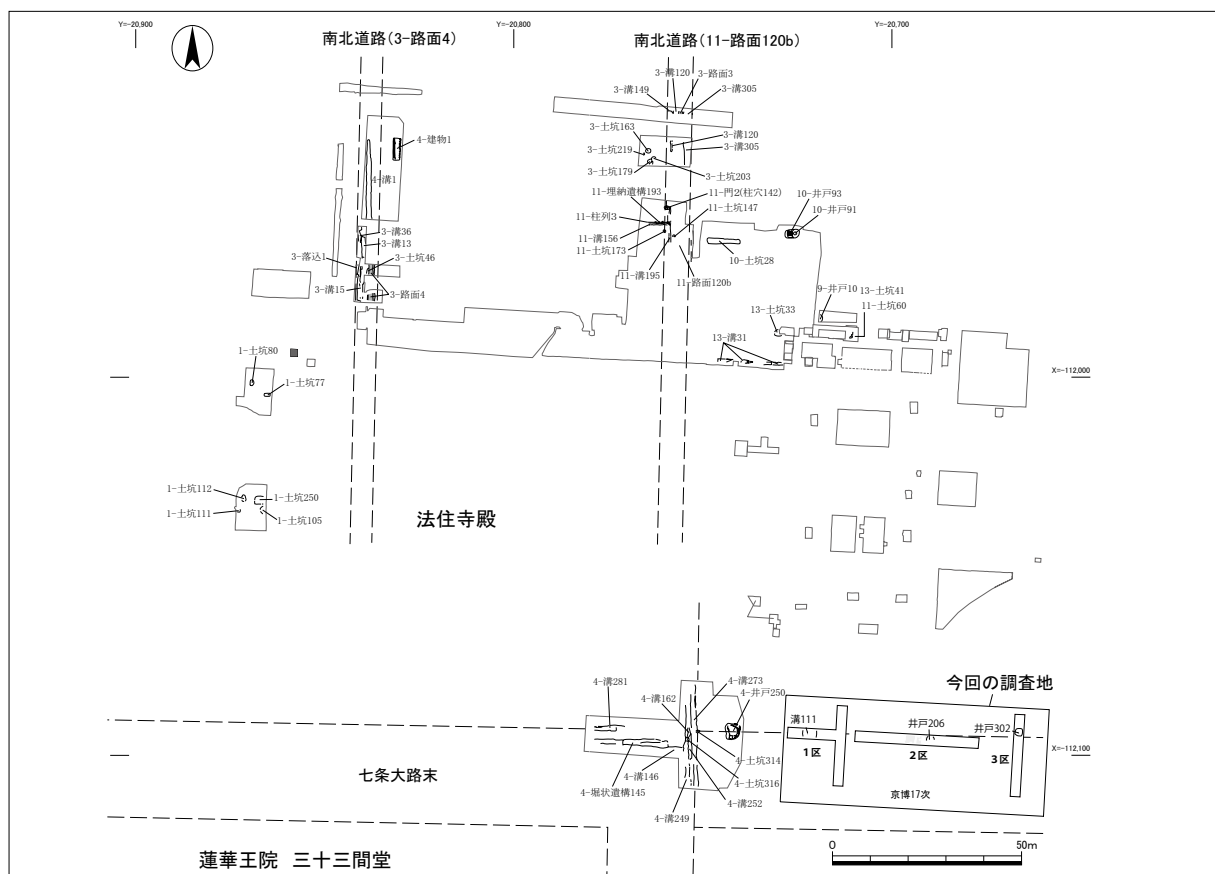 Y=-20,900
Y=-20,800
Y=-20,700
南北道路(3-路面4)
南北道路(11-路面120b)
3-溝120
3-路面3
3-溝149
3-溝305
3-土坑163
3-溝120
4-建物1
3-土坑219
3-溝305
3-土坑179
3-土坑203
4-溝1
11-埋納遺構193
11-門2(柱穴142)
10-井戸93
11-土坑147
10-井戸91
11-柱列3
3-溝36
11-溝156
3-溝13
11-土坑173
3-落込1
3-土坑46
10-土坑28
11-溝195
11-路面120b
3-溝15
3-路面4
9-井戸10
13-土坑41
11-土坑60
13-土坑33
13-溝31
1-土坑80
X=-112,000
1-土坑77
1-土坑112
1-土坑250
1-土坑111
1-土坑105
法住寺殿
今回の調査地
4-溝281
4-溝273
4-溝162
4-井戸250
溝111
井戸206
井戸302
1区
2区
3区
X=-112,100
4-土坑314
七条大路末
4-溝146
4-土坑316
4-堀状遺構145
4-溝252
京博17次
4-溝249
蓮華王院 三十三間堂
0
50m